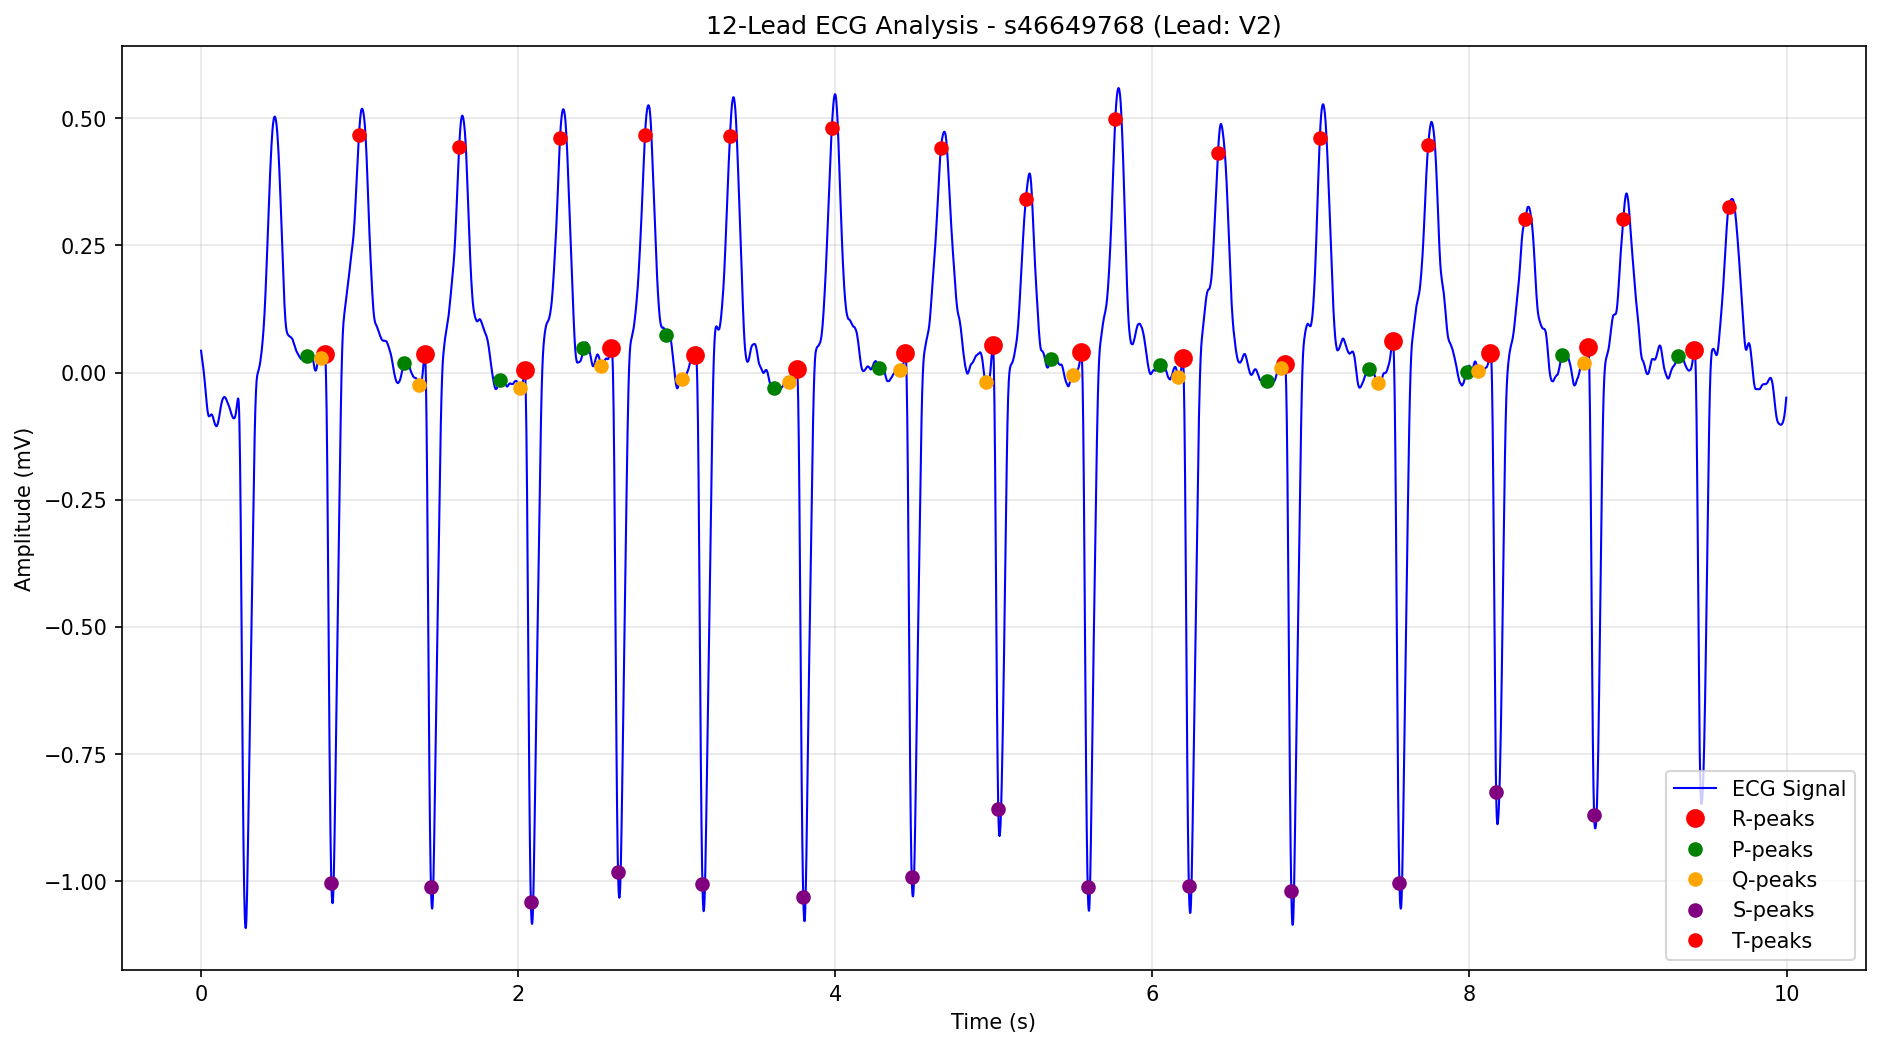 12-Lead ECG Analysis - s46649768 (Lead: V2)
0.50
0.25
0.00
−0.25
−0.50
−0.75
−1.00
Amplitude (mV)
0 2 4 6 8 10
Time (s)
ECG Signal
R-peaks
P-peaks
Q-peaks
S-peaks
T-peaks